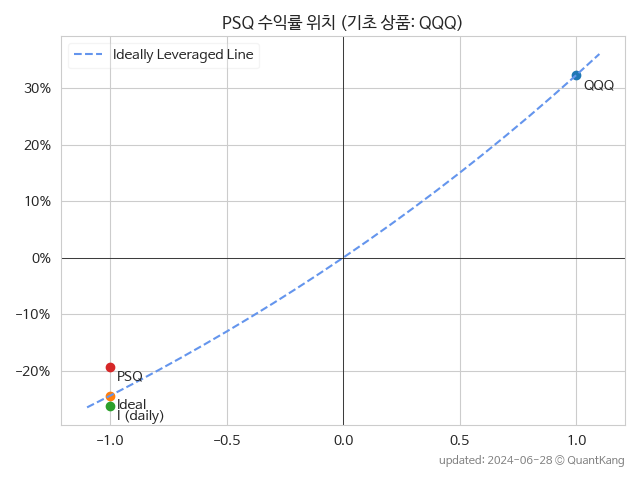 PSQ 수익률 위치 (기초 상품: QQQ)
Ideally Leveraged Line
30%
20%
10%
0%
-10%
-20%
QQQ
PSQ
Ideal
I (daily)
-1.0 -0.5 0.0 0.5 1.0
updated: 2024-06-28 © QuantKang